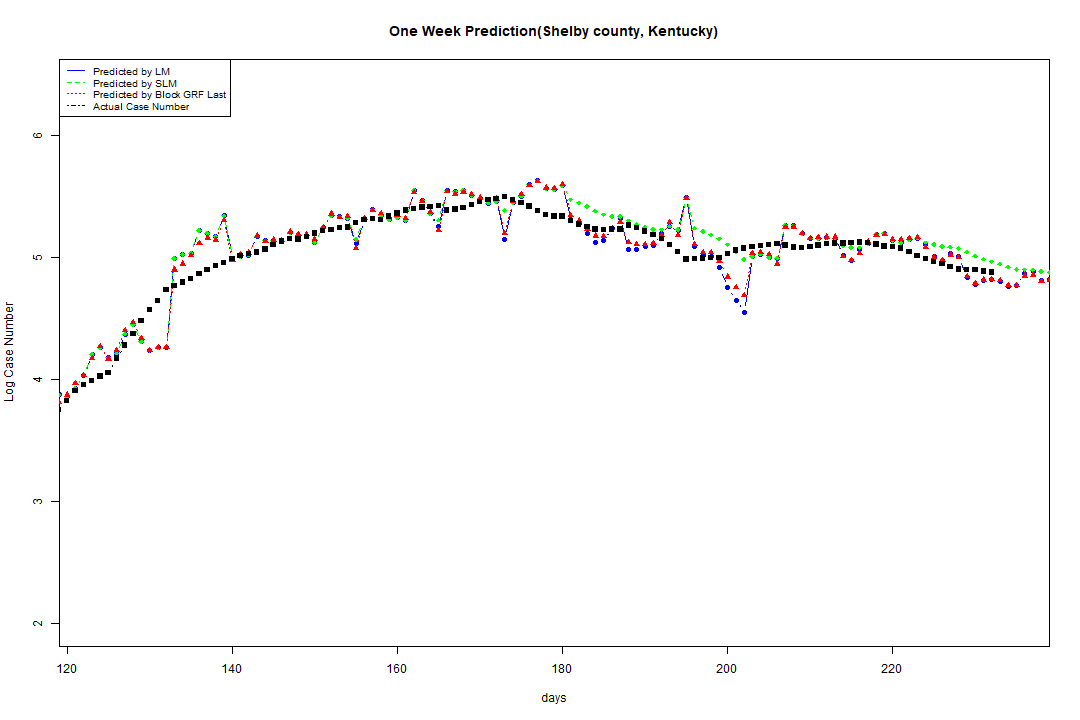 One Week Prediction(Shelby county, Kentucky)
Predicted by LM
Predicted by SLM
Predicted by Block GRF Last
Actual Case Number
6
5
4
3
2
Log Case Number
120 140 160 180 200 220
days